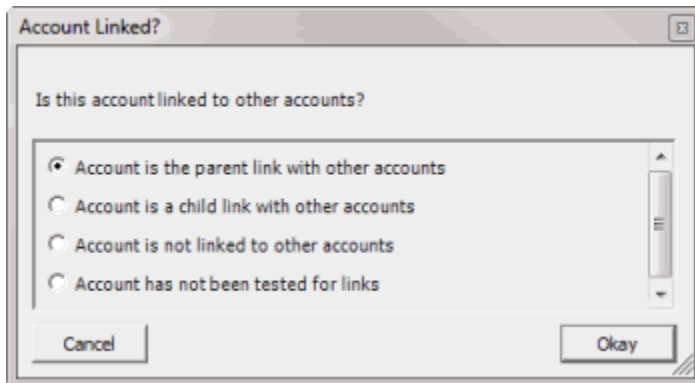 Account Linked?
Is this account linked to other accounts?
Account is the parent link with other accounts
Account is a child link with other accounts
Account is not linked to other accounts
Account has not been tested for links
Cancel
Okay